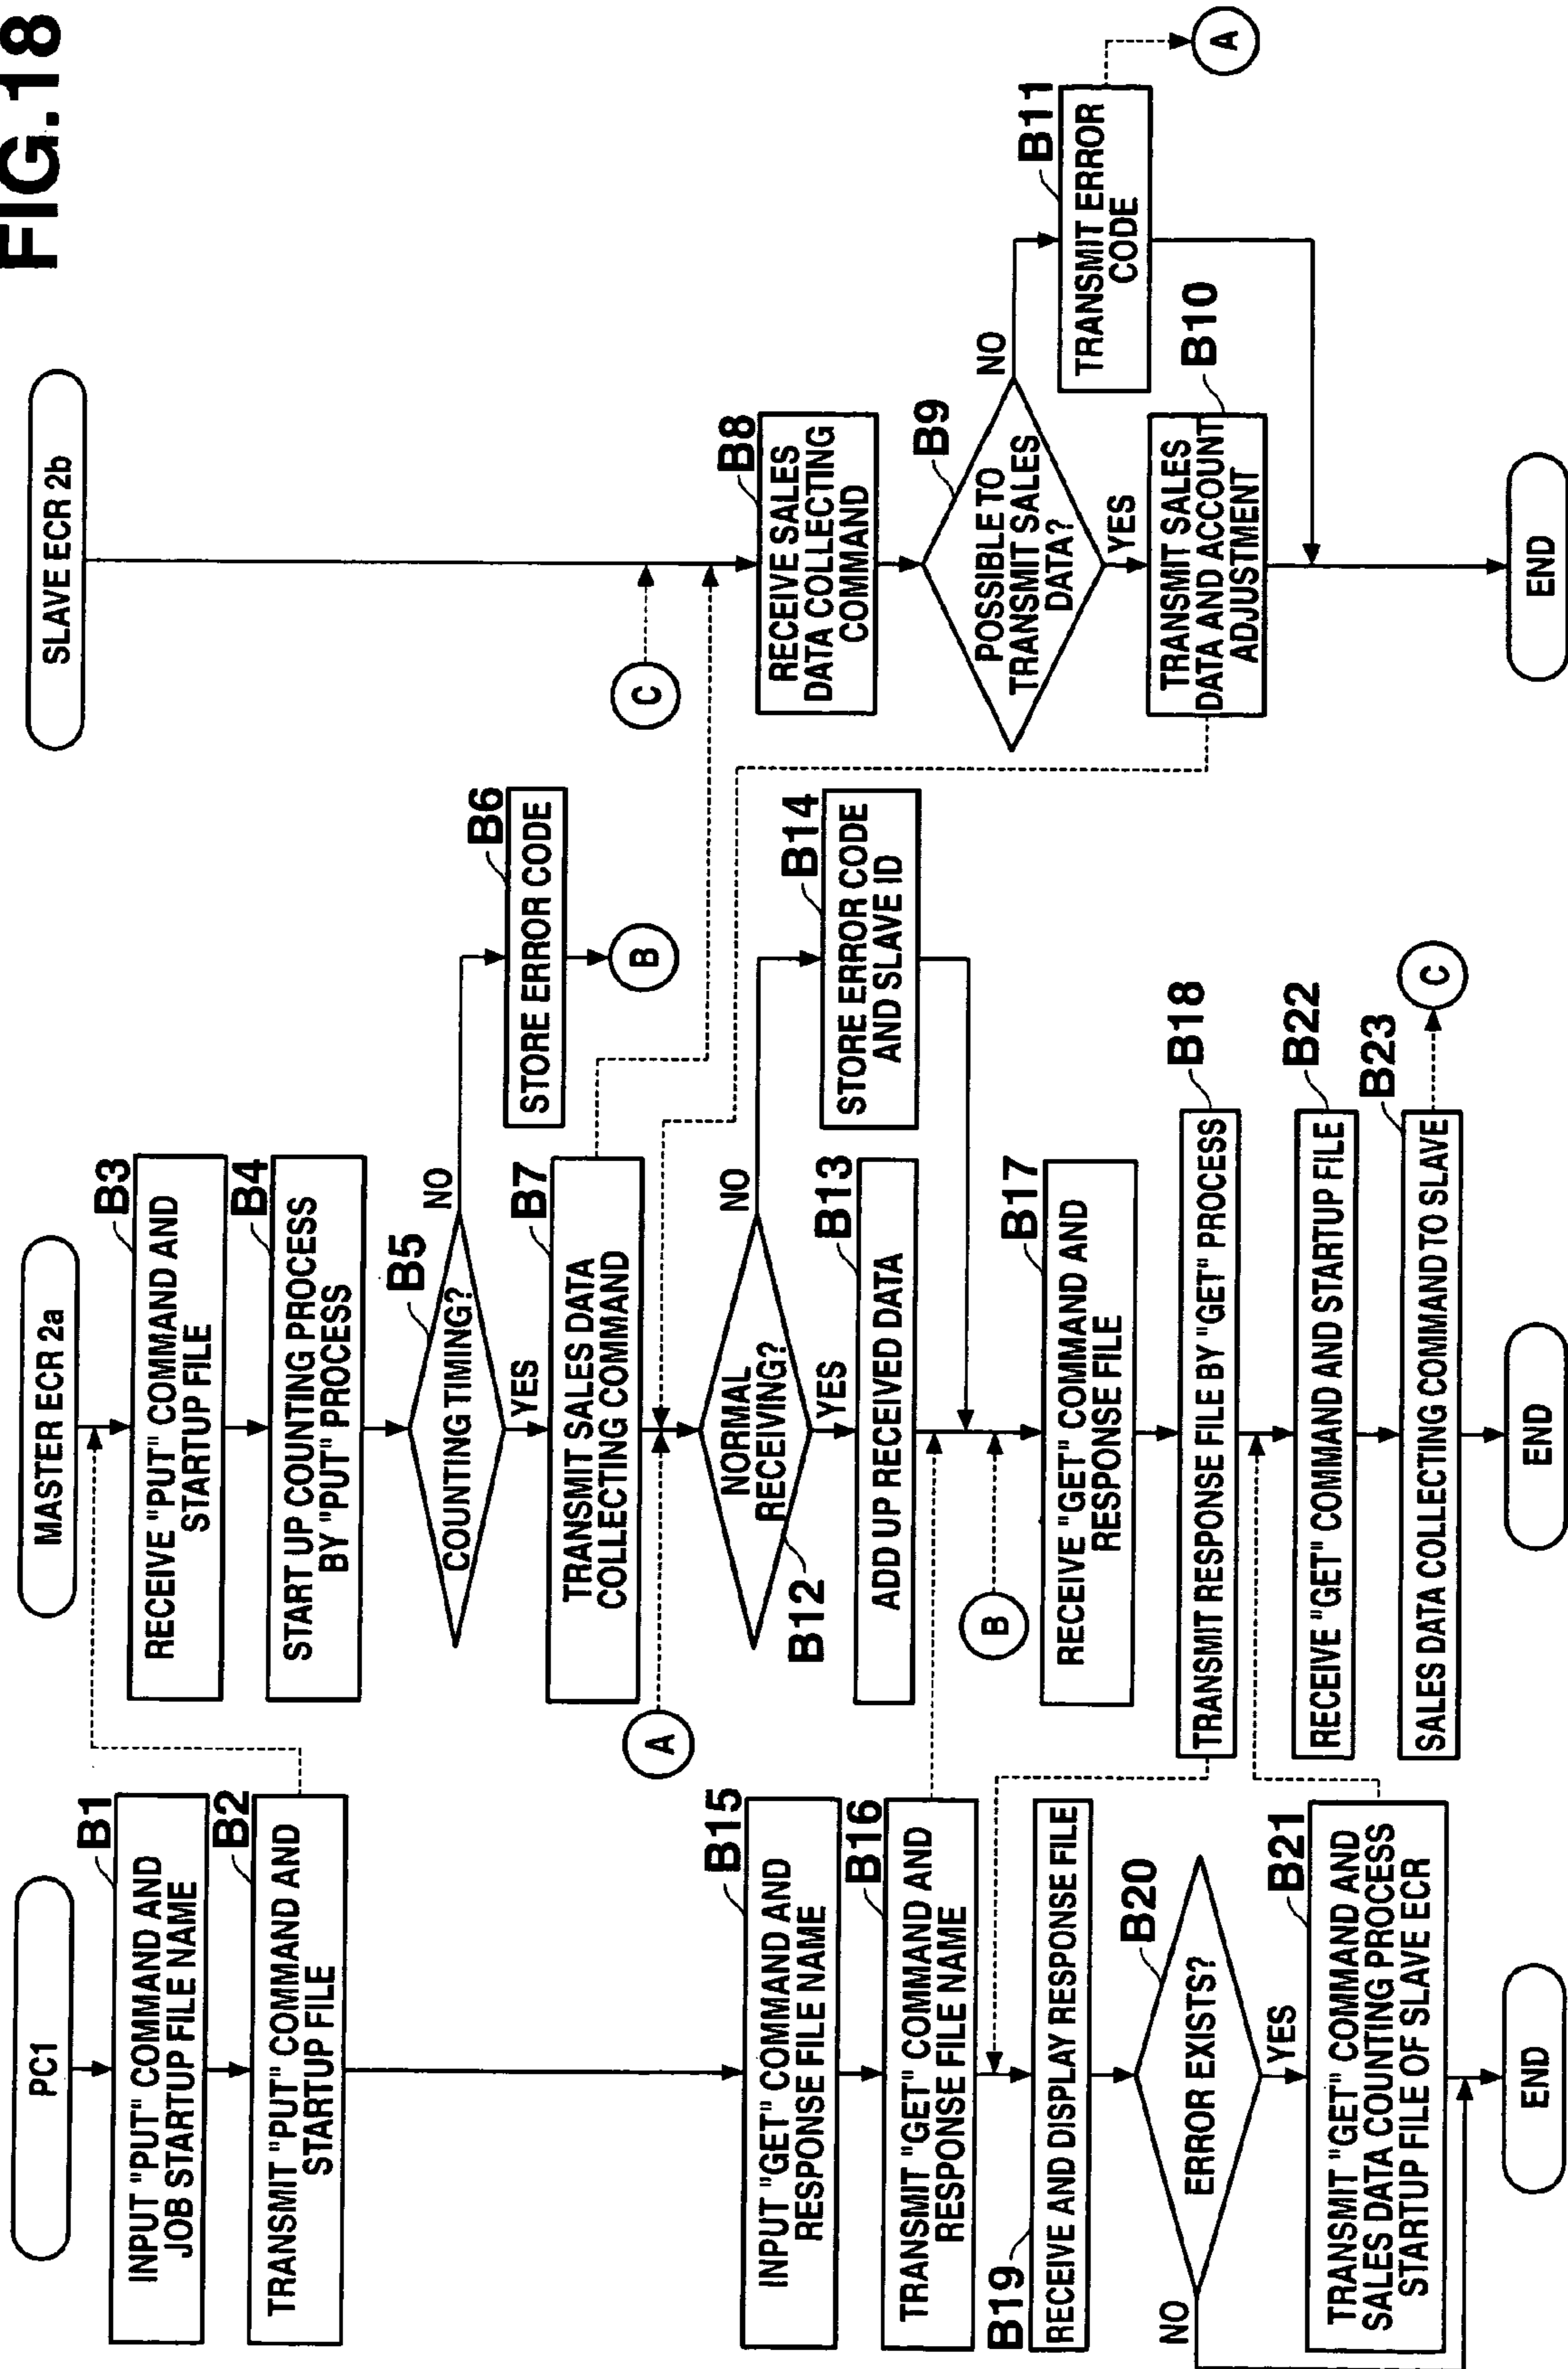 FIG.18
PC1
B1
INPUT "PUT" COMMAND AND
JOB STARTUP FILE NAME
B2
TRANSMIT "PUT" COMMAND AND
STARTUP FILE
B15
INPUT "GET" COMMAND AND
RESPONSE FILE NAME
B16
TRANSMIT "GET" COMMAND AND
RESPONSE FILE NAME
B19
RECEIVE AND DISPLAY RESPONSE FILE
B20
ERROR EXISTS?
NO
YES
B21
TRANSMIT "GET" COMMAND AND
SALES DATA COUNTING PROCESS
STARTUP FILE OF SLAVE ECR
END
MASTER ECR 2a
B3
RECEIVE "PUT" COMMAND AND
STARTUP FILE
B4
START UP COUNTING PROCESS
BY "PUT" PROCESS
B5
COUNTING TIMING?
NO
YES
B6
STORE ERROR CODE
B
B7
TRANSMIT SALES DATA
COLLECTING COMMAND
A
B12
NORMAL
RECEIVING?
NO
YES
B13
ADD UP RECEIVED DATA
B14
STORE ERROR CODE
AND SLAVE ID
B
B17
RECEIVE "GET" COMMAND AND
RESPONSE FILE
B18
TRANSMIT RESPONSE FILE BY "GET" PROCESS
B22
RECEIVE "GET" COMMAND AND STARTUP FILE
B23
SALES DATA COLLECTING COMMAND TO SLAVE
C
END
SLAVE ECR 2b
C
B8
RECEIVE SALES
DATA COLLECTING
COMMAND
B9
POSSIBLE TO
TRANSMIT SALES
DATA?
NO
YES
B10
TRANSMIT SALES
DATA AND ACCOUNT
ADJUSTMENT
B11
TRANSMIT ERROR
CODE
A
END